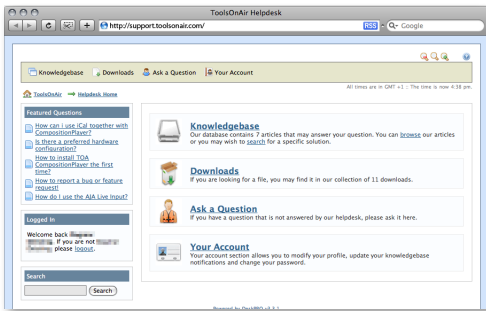 ToolsOnAir Helpdesk
http://support.toolsonair.com/
RSS
Google
Knowledgebase Downloads Ask a Question Your Account
All times are in GMT +1 :: The time is now 4:38 pm.
ToolsOnAir Helpdesk Home
Featured Questions
How can i use iCal together with
CompositionPlayer?
Is there a preferred hardware
configuration?
How to install TOA
CompositionPlayer the first
time?
How to report a bug or feature
request!
How do I use the AJA Live Input?
Logged In
Welcome back
If you are not
please logout.
Search
Search
Knowledgebase
Our database contains 7 articles that may answer your question. You can browse our articles
or you may wish to search for a specific solution.
Downloads
If you are looking for a file, you may find it in our collection of 11 downloads.
Ask a Question
If you have a question that is not answered by our helpdesk, please ask it here.
Your Account
Your account section allows you to modify your profile, update your knowledgebase
notifications and change your password.